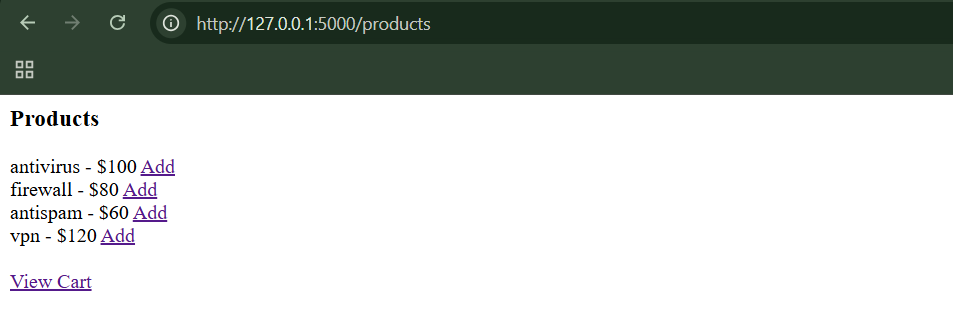 http://127.0.0.1:5000/products
Products
antivirus - $100 Add
firewall - $80 Add
antispam - $60 Add
vpn - $120 Add
View Cart